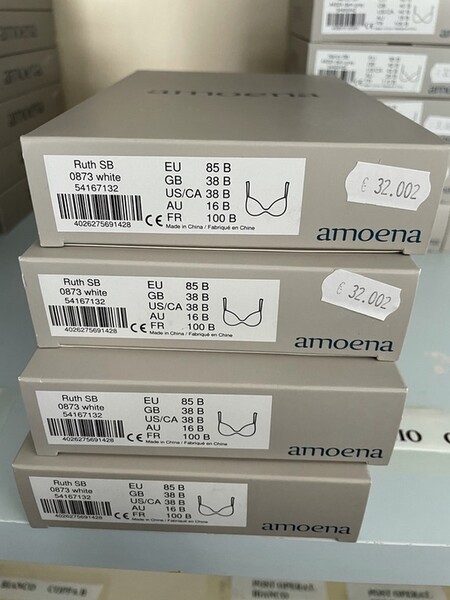 amoena
Ruth SB
0873 white
54167132
4026275691428
EU 85 B
GB 38 B
US/CA 38 B
AU 16 B
FR 100 B
CE Made in China / Fabriqué en Chine
€ 32.002
amoena
Ruth SB
0873 white
54167132
4026275691428
EU 85 B
GB 38 B
US/CA 38 B
AU 16 B
FR 100 B
CE Made in China / Fabriqué en Chine
€ 32.002
amoena
Ruth SB
0873 white
54167132
4026275691428
EU 85 B
GB 38 B
US/CA 38 B
AU 16 B
FR 100 B
CE Made in China / Fabriqué en Chine
amoena
Ruth SB
0873 white
54167132
4026275691428
EU 85 B
GB 38 B
US/CA 38 B
AU 16 B
FR 100 B
CE Made in China / Fabriqué en Chine
amoena
BIANCO COPPA B
BIANCO